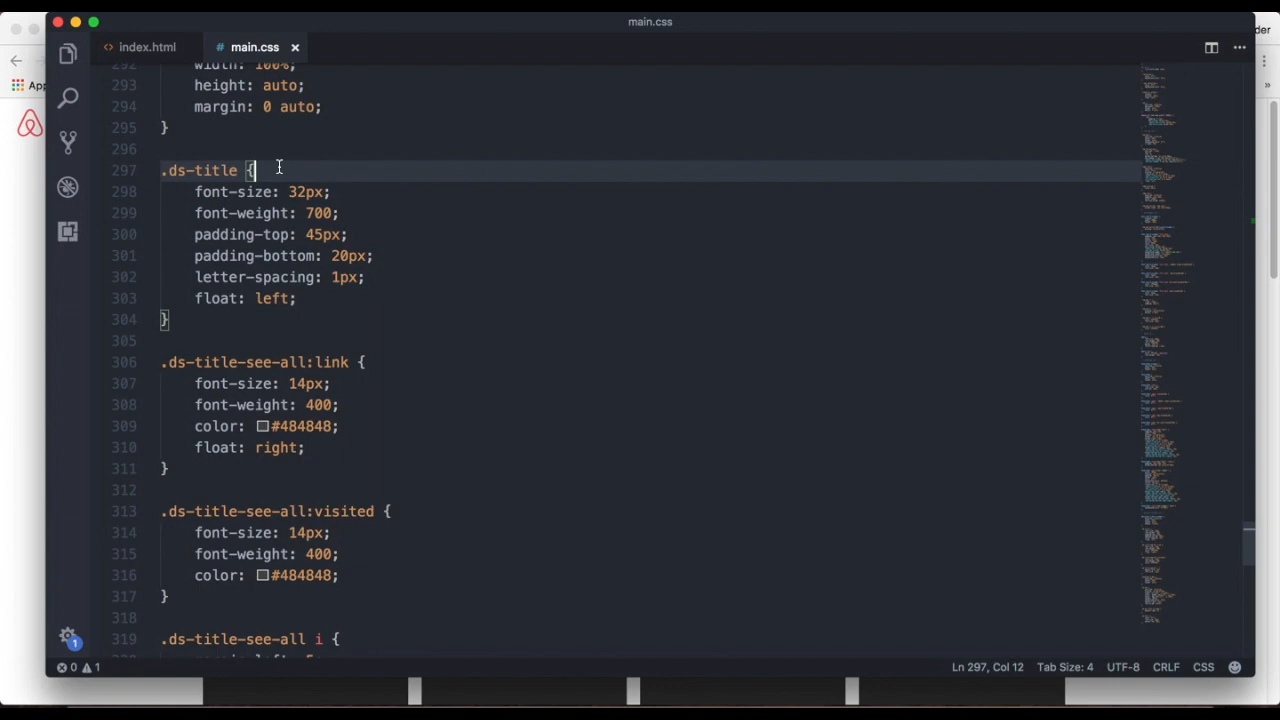 main.css
der
index.html
# main.css ×
App
»
292 width: 100%;
293 height: auto;
294 margin: 0 auto;
295 }
296
297 .ds-title {
298 font-size: 32px;
299 font-weight: 700;
300 padding-top: 45px;
301 padding-bottom: 20px;
302 letter-spacing: 1px;
303 float: left;
304 }
305
306 .ds-title-see-all:link {
307 font-size: 14px;
308 font-weight: 400;
309 color: #484848;
310 float: right;
311 }
312
313 .ds-title-see-all:visited {
314 font-size: 14px;
315 font-weight: 400;
316 color: #484848;
317 }
318
319 .ds-title-see-all i {
1
0 1 Ln 297, Col 12 Tab Size: 4 UTF-8 CRLF CSS